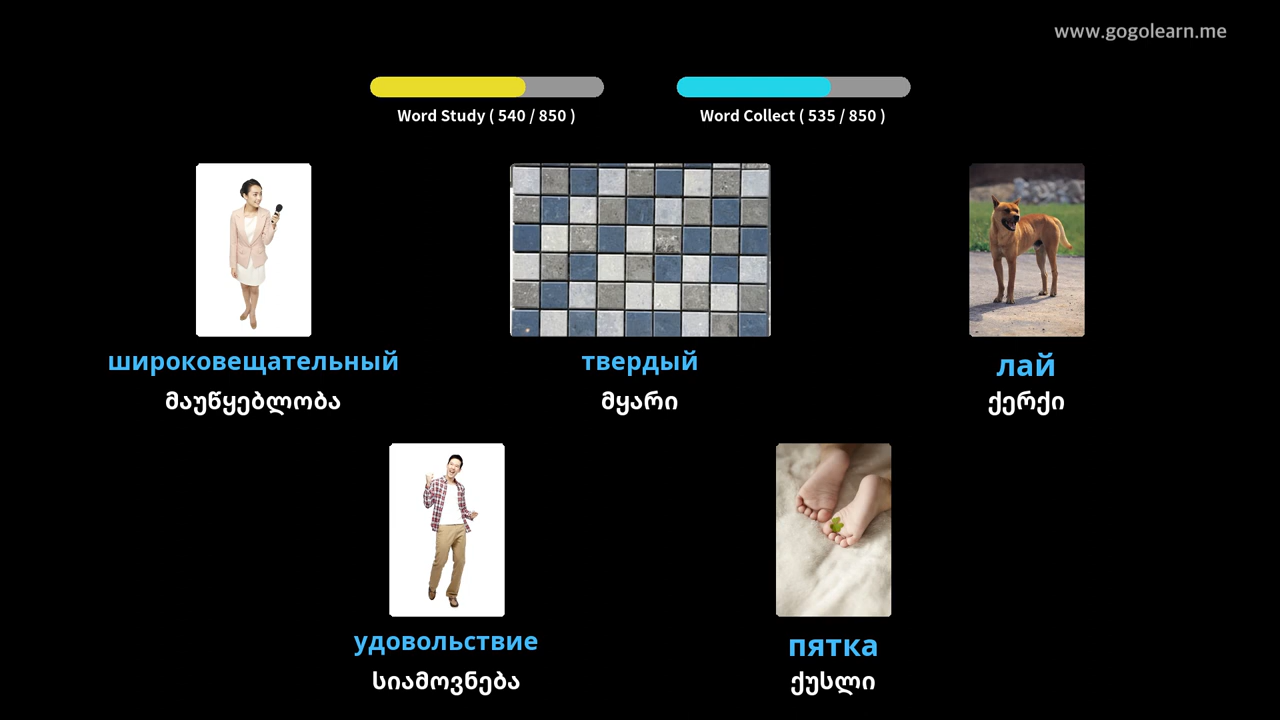 www.gogolearn.me
Word Study ( 540 / 850 )
Word Collect ( 535 / 850 )
широковещательный
твердый
лай
მაუწყებლობა
მყარი
ქერქი
удовольствие
пятка
სიამოვნება
ქუსლი